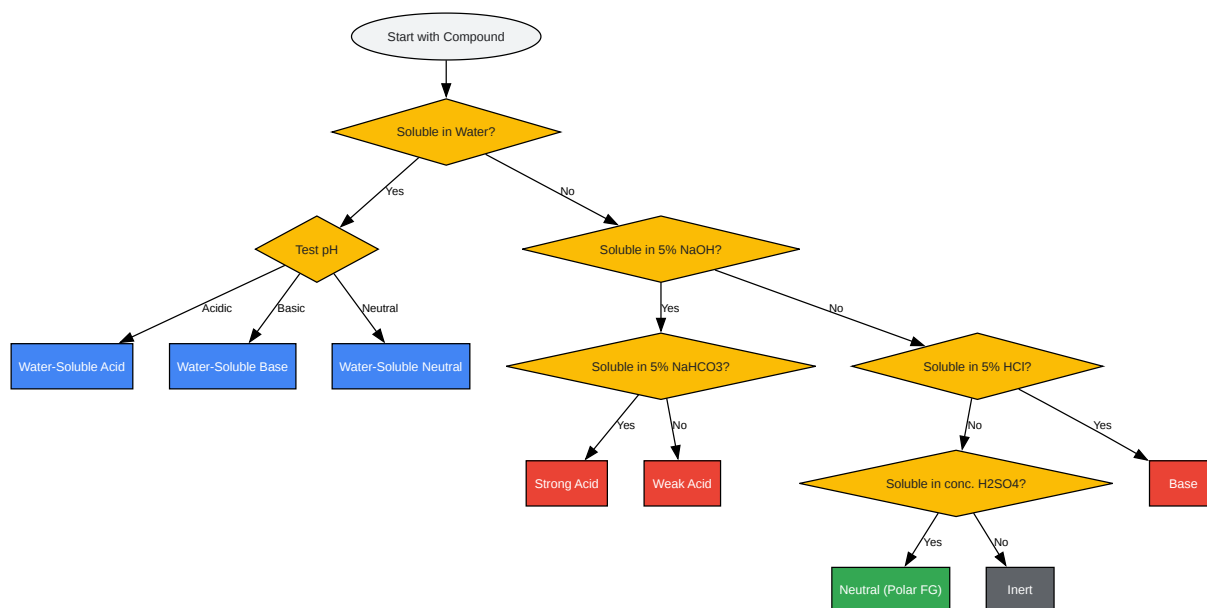 Start with Compound
Soluble in Water?
Yes
No
Test pH
Soluble in 5% NaOH?
Acidic
Basic
Neutral
Yes
No
Water-Soluble Acid
Water-Soluble Base
Water-Soluble Neutral
Soluble in 5% NaHCO3?
Soluble in 5% HCl?
Yes
No
No
Yes
Strong Acid
Weak Acid
Soluble in conc. H2SO4?
Base
Yes
No
Neutral (Polar FG)
Inert